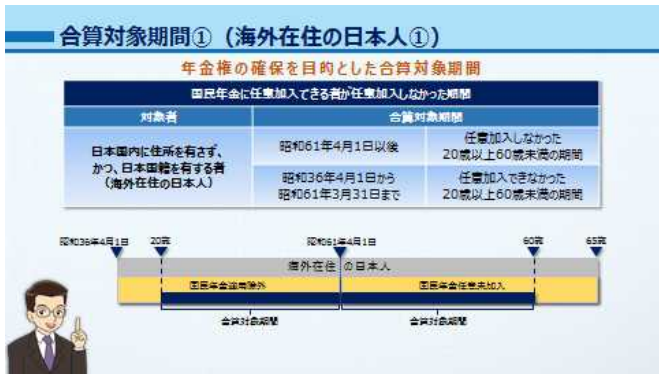 合算対象期間①（海外在住の日本人①）
年金権の確保を目的とした合算対象期間
国民年金に任意加入できる者が任意加入しなかった期間
対象者
合算対象期間
日本国内に住所を有さず、
かつ、日本国籍を有する者
（海外在住の日本人）
昭和61年4月1日以後
任意加入しなかった
20歳以上60歳未満の期間
昭和36年4月1日から
昭和61年3月31日まで
任意加入できなかった
20歳以上60歳未満の期間
昭和36年4月1日
20歳
昭和61年4月1日
60歳
65歳
海外在住の日本人
国民年金適用除外
国民年金任意未加入
合算対象期間
合算対象期間